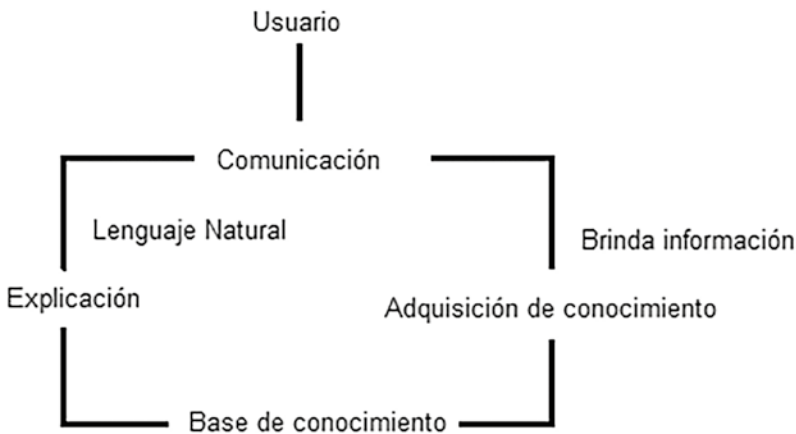 Usuario
Comunicación
Lenguaje Natural
Brinda información
Explicación
Adquisición de conocimiento
Base de conocimiento